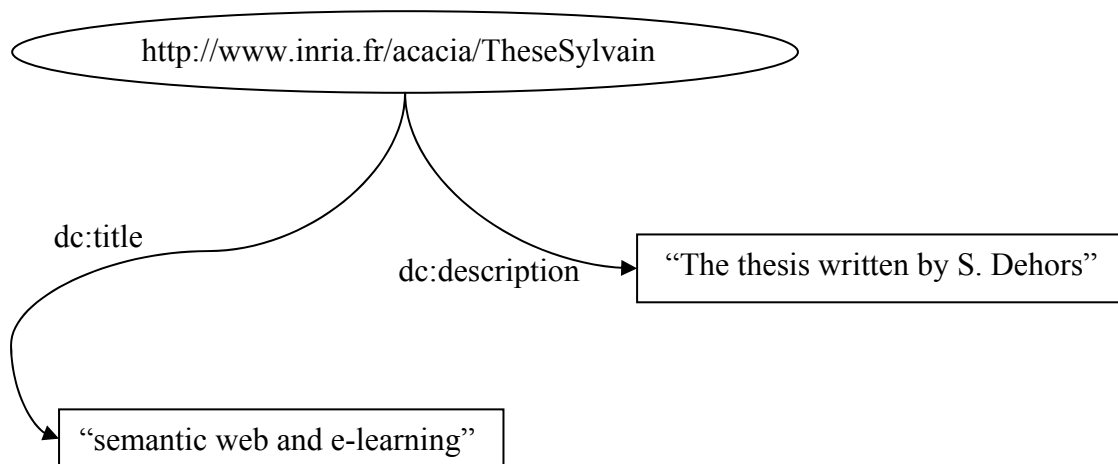 http://www.inria.fr/acacia/TheseSylvain
dc:title
dc:description
“The thesis written by S. Dehors”
“semantic web and e-learning”